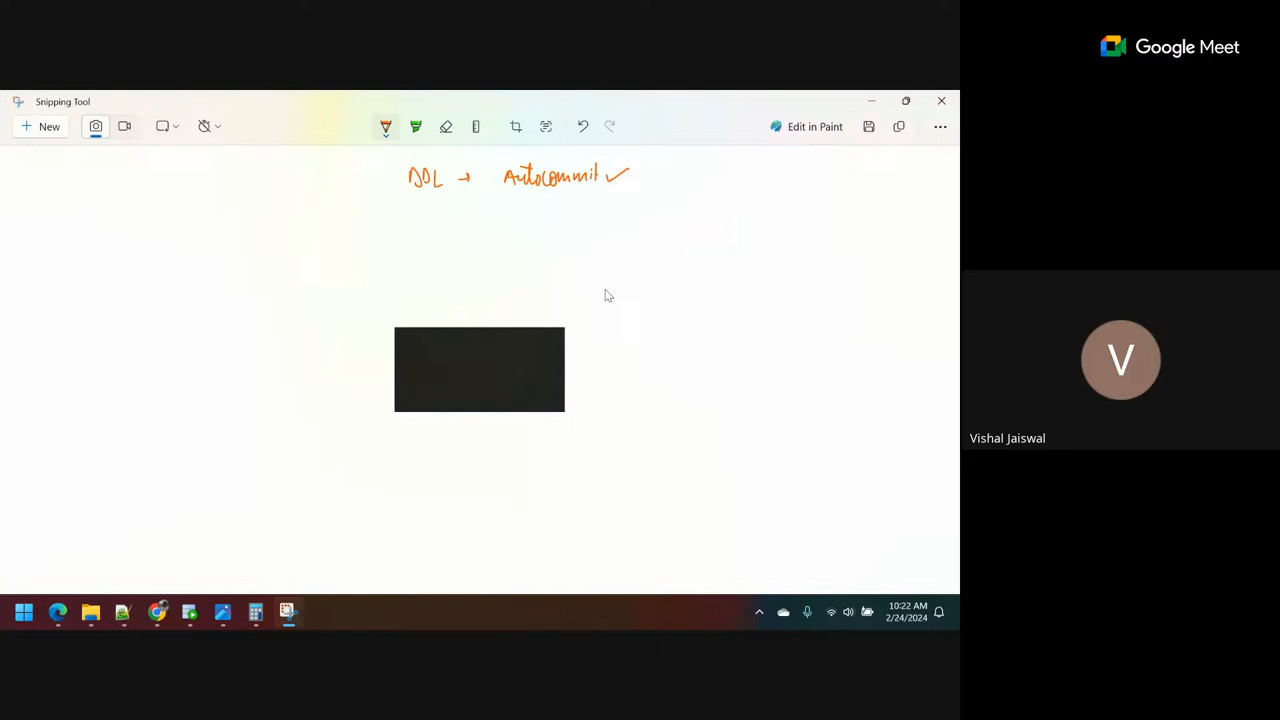 Google Meet
Snipping Tool
New
Edit in Paint
DDL → Autocommit ✓
V
Vishal Jaiswal
10:22 AM
2/24/2024